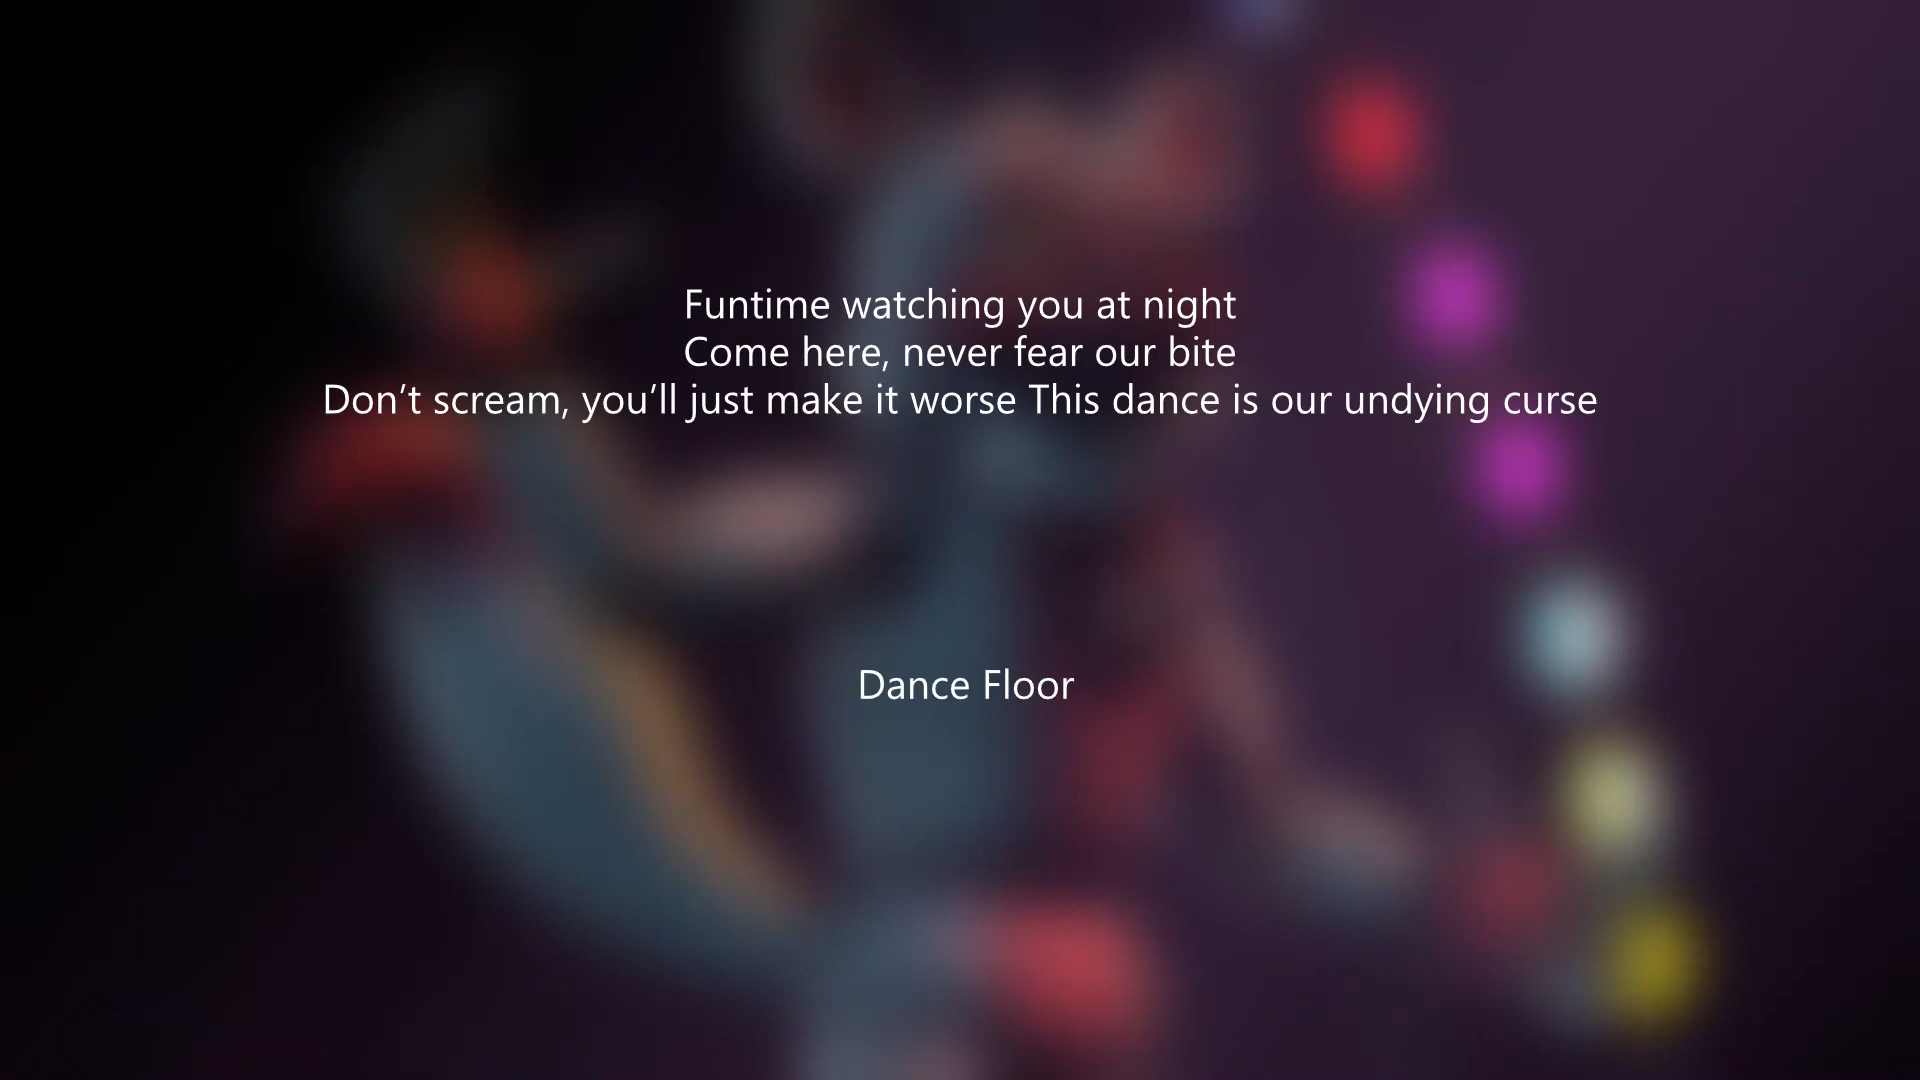 Funtime watching you at night
Come here, never fear our bite
Don’t scream, you’ll just make it worse This dance is our undying curse
Dance Floor